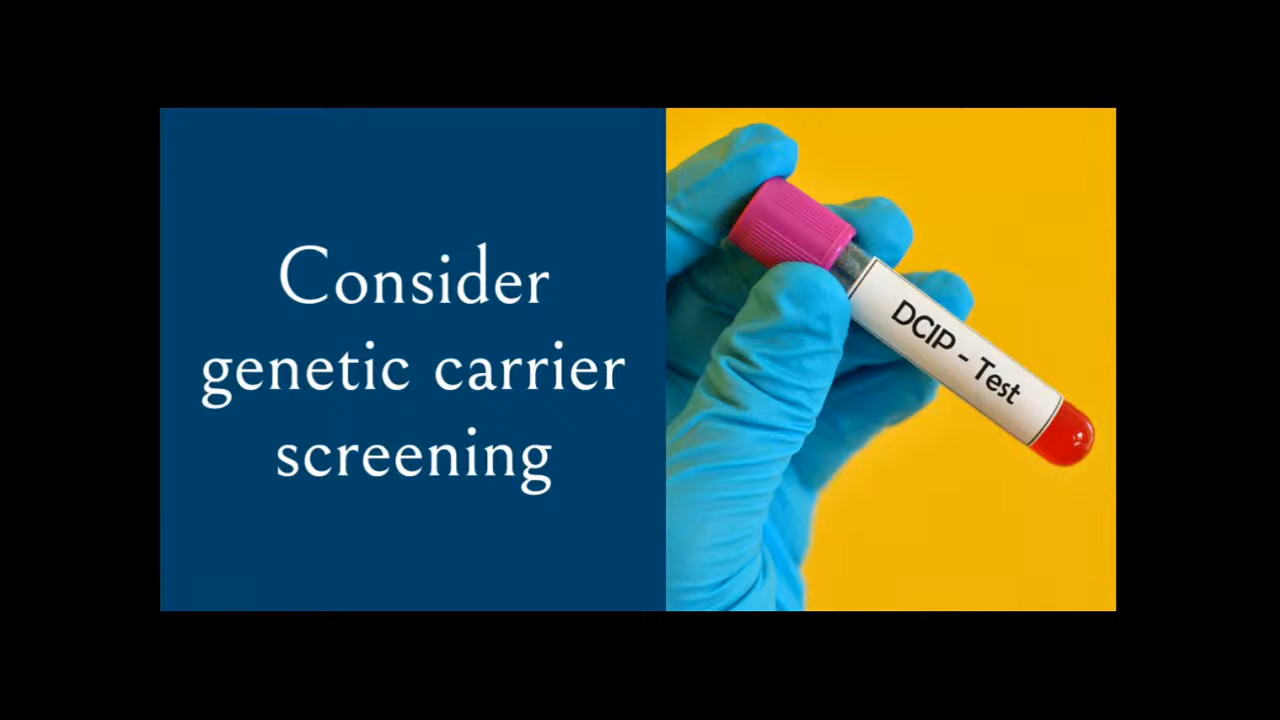 Consider
genetic carrier
screening
DCIP - Test